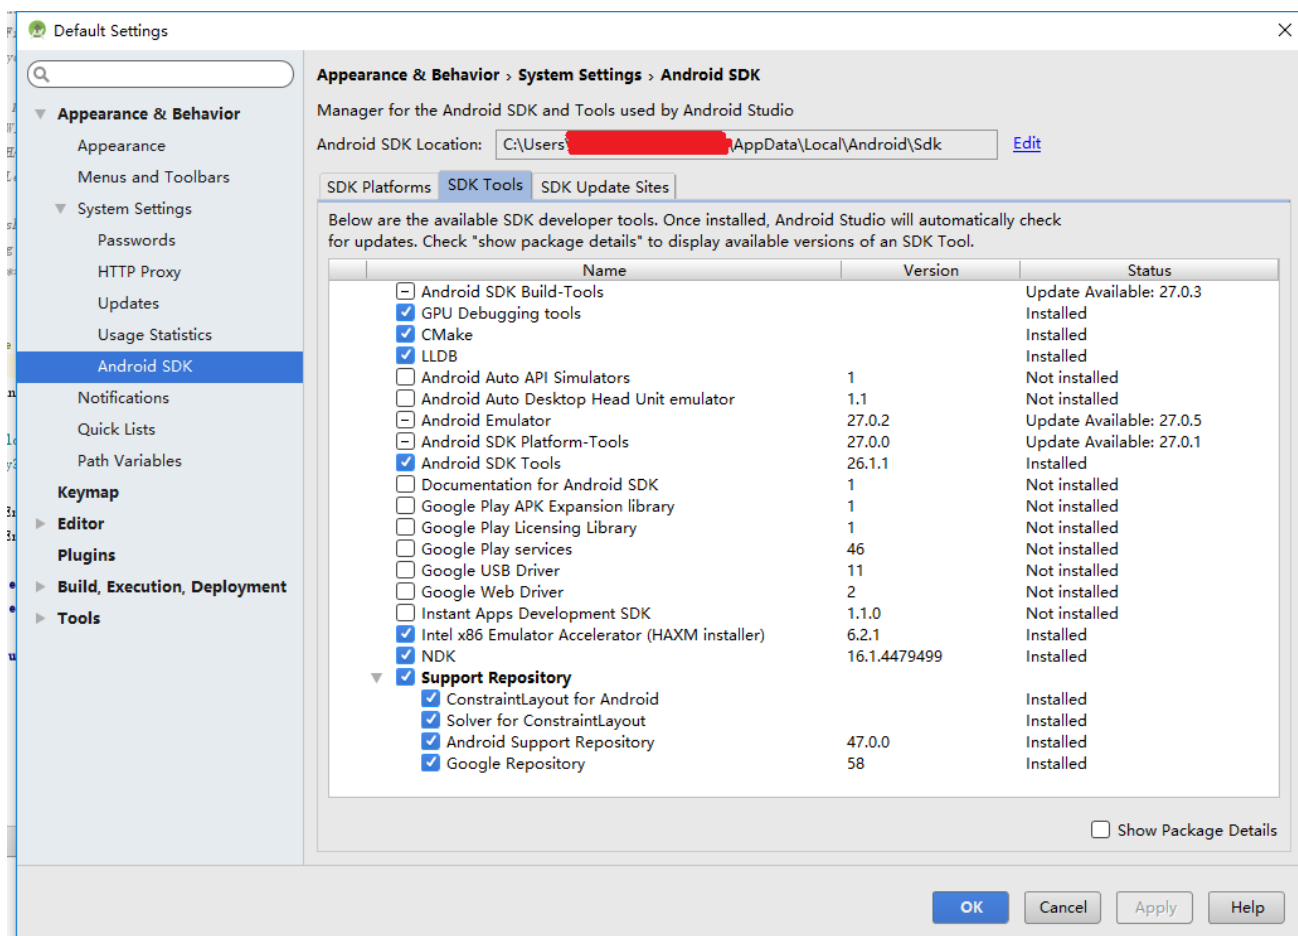 Default Settings
Appearance & Behavior › System Settings › Android SDK
Manager for the Android SDK and Tools used by Android Studio
Android SDK Location: C:\Users\ \AppData\Local\Android\Sdk Edit
Appearance & Behavior
Appearance
Menus and Toolbars
System Settings
Passwords
HTTP Proxy
Updates
Usage Statistics
Android SDK
Notifications
Quick Lists
Path Variables
Keymap
Editor
Plugins
Build, Execution, Deployment
Tools
SDK Platforms SDK Tools SDK Update Sites
Below are the available SDK developer tools. Once installed, Android Studio will automatically check
for updates. Check "show package details" to display available versions of an SDK Tool.
Name Version Status
Android SDK Build-Tools Update Available: 27.0.3
GPU Debugging tools Installed
CMake Installed
LLDB Installed
Android Auto API Simulators 1 Not installed
Android Auto Desktop Head Unit emulator 1.1 Not installed
Android Emulator 27.0.2 Update Available: 27.0.5
Android SDK Platform-Tools 27.0.0 Update Available: 27.0.1
Android SDK Tools 26.1.1 Installed
Documentation for Android SDK 1 Not installed
Google Play APK Expansion library 1 Not installed
Google Play Licensing Library 1 Not installed
Google Play services 46 Not installed
Google USB Driver 11 Not installed
Google Web Driver 2 Not installed
Instant Apps Development SDK 1.1.0 Not installed
Intel x86 Emulator Accelerator (HAXM installer) 6.2.1 Installed
NDK 16.1.4479499 Installed
Support Repository
ConstraintLayout for Android Installed
Solver for ConstraintLayout Installed
Android Support Repository 47.0.0 Installed
Google Repository 58 Installed
Show Package Details
OK Cancel Apply Help